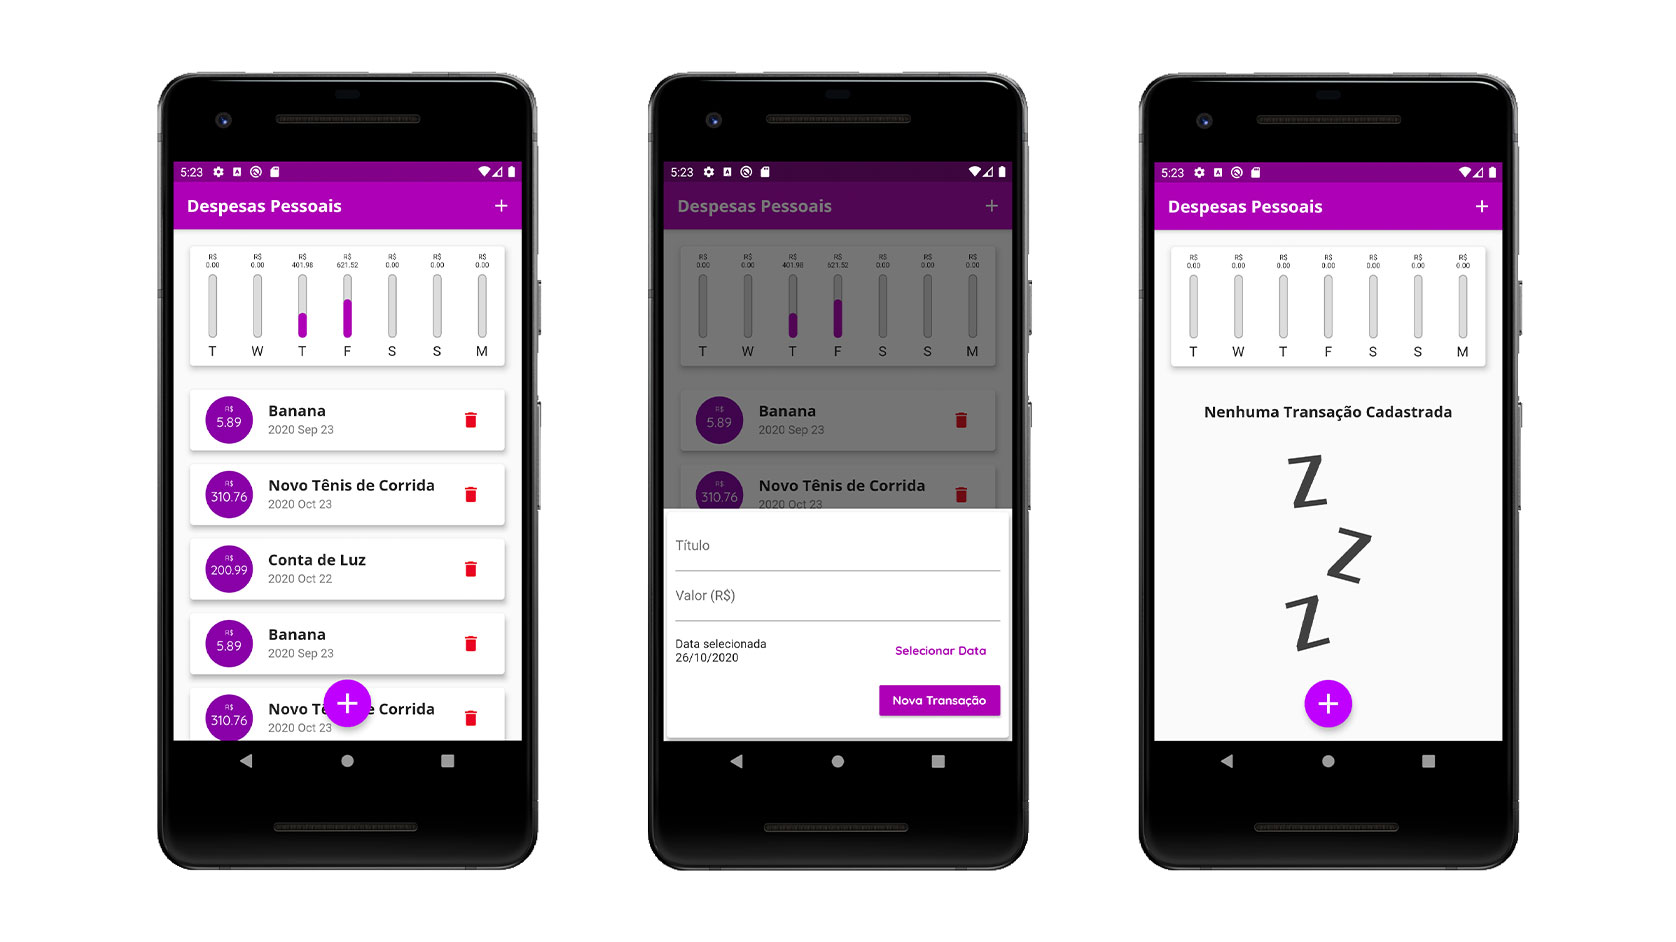 5:23
Despesas Pessoais
R$ R$ R$ R$ R$ R$ R$
0.00 0.00 401.98 621.52 0.00 0.00 0.00
T W T F S S M
R$
5.89
Banana
2020 Sep 23
R$
310.76
Novo Tênis de Corrida
2020 Oct 23
R$
200.99
Conta de Luz
2020 Oct 22
R$
5.89
Banana
2020 Sep 23
R$
310.76
Novo Tê e Corrida
2020 Oct 23
5:23
Despesas Pessoais
R$ R$ R$ R$ R$ R$ R$
0.00 0.00 401.98 621.52 0.00 0.00 0.00
T W T F S S M
R$
5.89
Banana
2020 Sep 23
R$
310.76
Novo Tênis de Corrida
2020 Oct 23
Título
Valor (R$)
Data selecionada
26/10/2020
Selecionar Data
Nova Transação
5:23
Despesas Pessoais
R$ R$ R$ R$ R$ R$ R$
0.00 0.00 0.00 0.00 0.00 0.00 0.00
T W T F S S M
Nenhuma Transação Cadastrada
Z
Z
Z